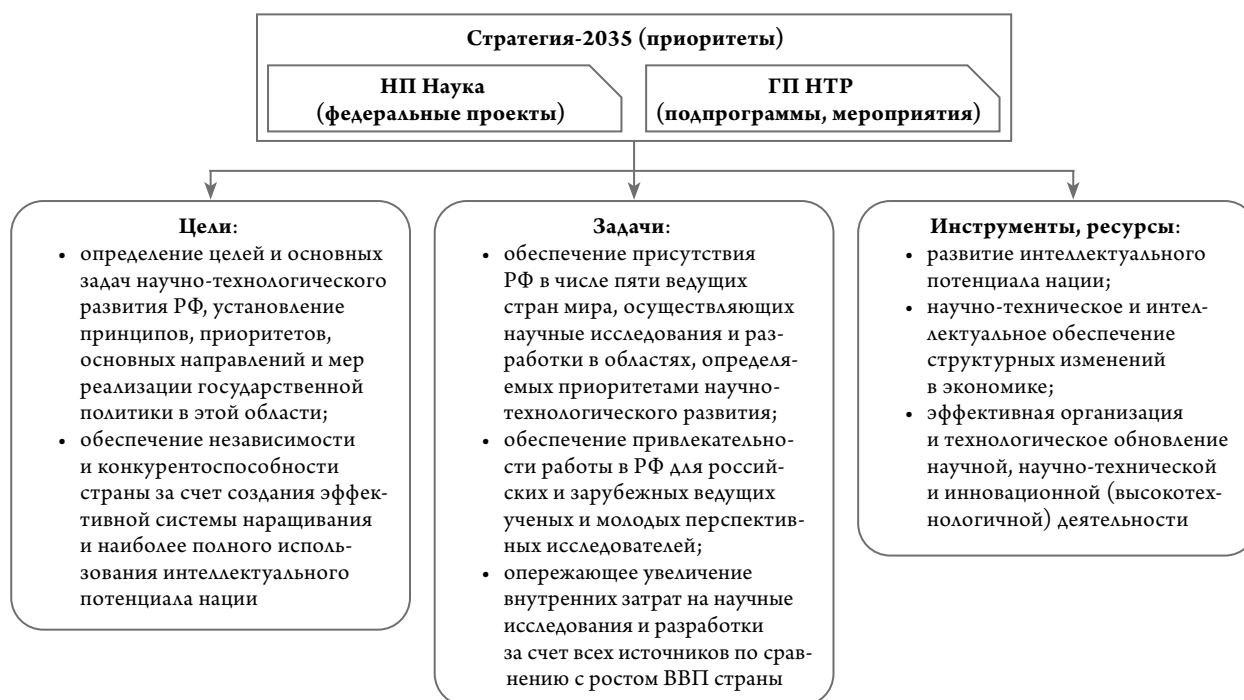 Стратегия-2035 (приоритеты)
НП Наука
(федеральные проекты)
ГП НТР
(подпрограммы, мероприятия)
Цели:
• определение целей и основных
задач научно-технологического
развития РФ, установление
принципов, приоритетов,
основных направлений и мер
реализации государственной
политики в этой области;
• обеспечение независимости
и конкурентоспособности
страны за счет создания эффек-
тивной системы наращивания
и наиболее полного исполь-
зования интеллектуального
потенциала нации
Задачи:
• обеспечение присутствия
РФ в числе пяти ведущих
стран мира, осуществляющих
научные исследования и раз-
работки в областях, определя-
емых приоритетами научно-
технологического развития;
• обеспечение привлекательно-
сти работы в РФ для россий-
ских и зарубежных ведущих
ученых и молодых перспектив-
ных исследователей;
• опережающее увеличение
внутренних затрат на научные
исследования и разработки
за счет всех источников по срав-
нению с ростом ВВП страны
Инструменты, ресурсы:
• развитие интеллектуального
потенциала нации;
• научно-техническое и интел-
лектуальное обеспечение
структурных изменений
в экономике;
• эффективная организация
и технологическое обновление
научной, научно-технической
и инновационной (высокотех-
нологичной) деятельности